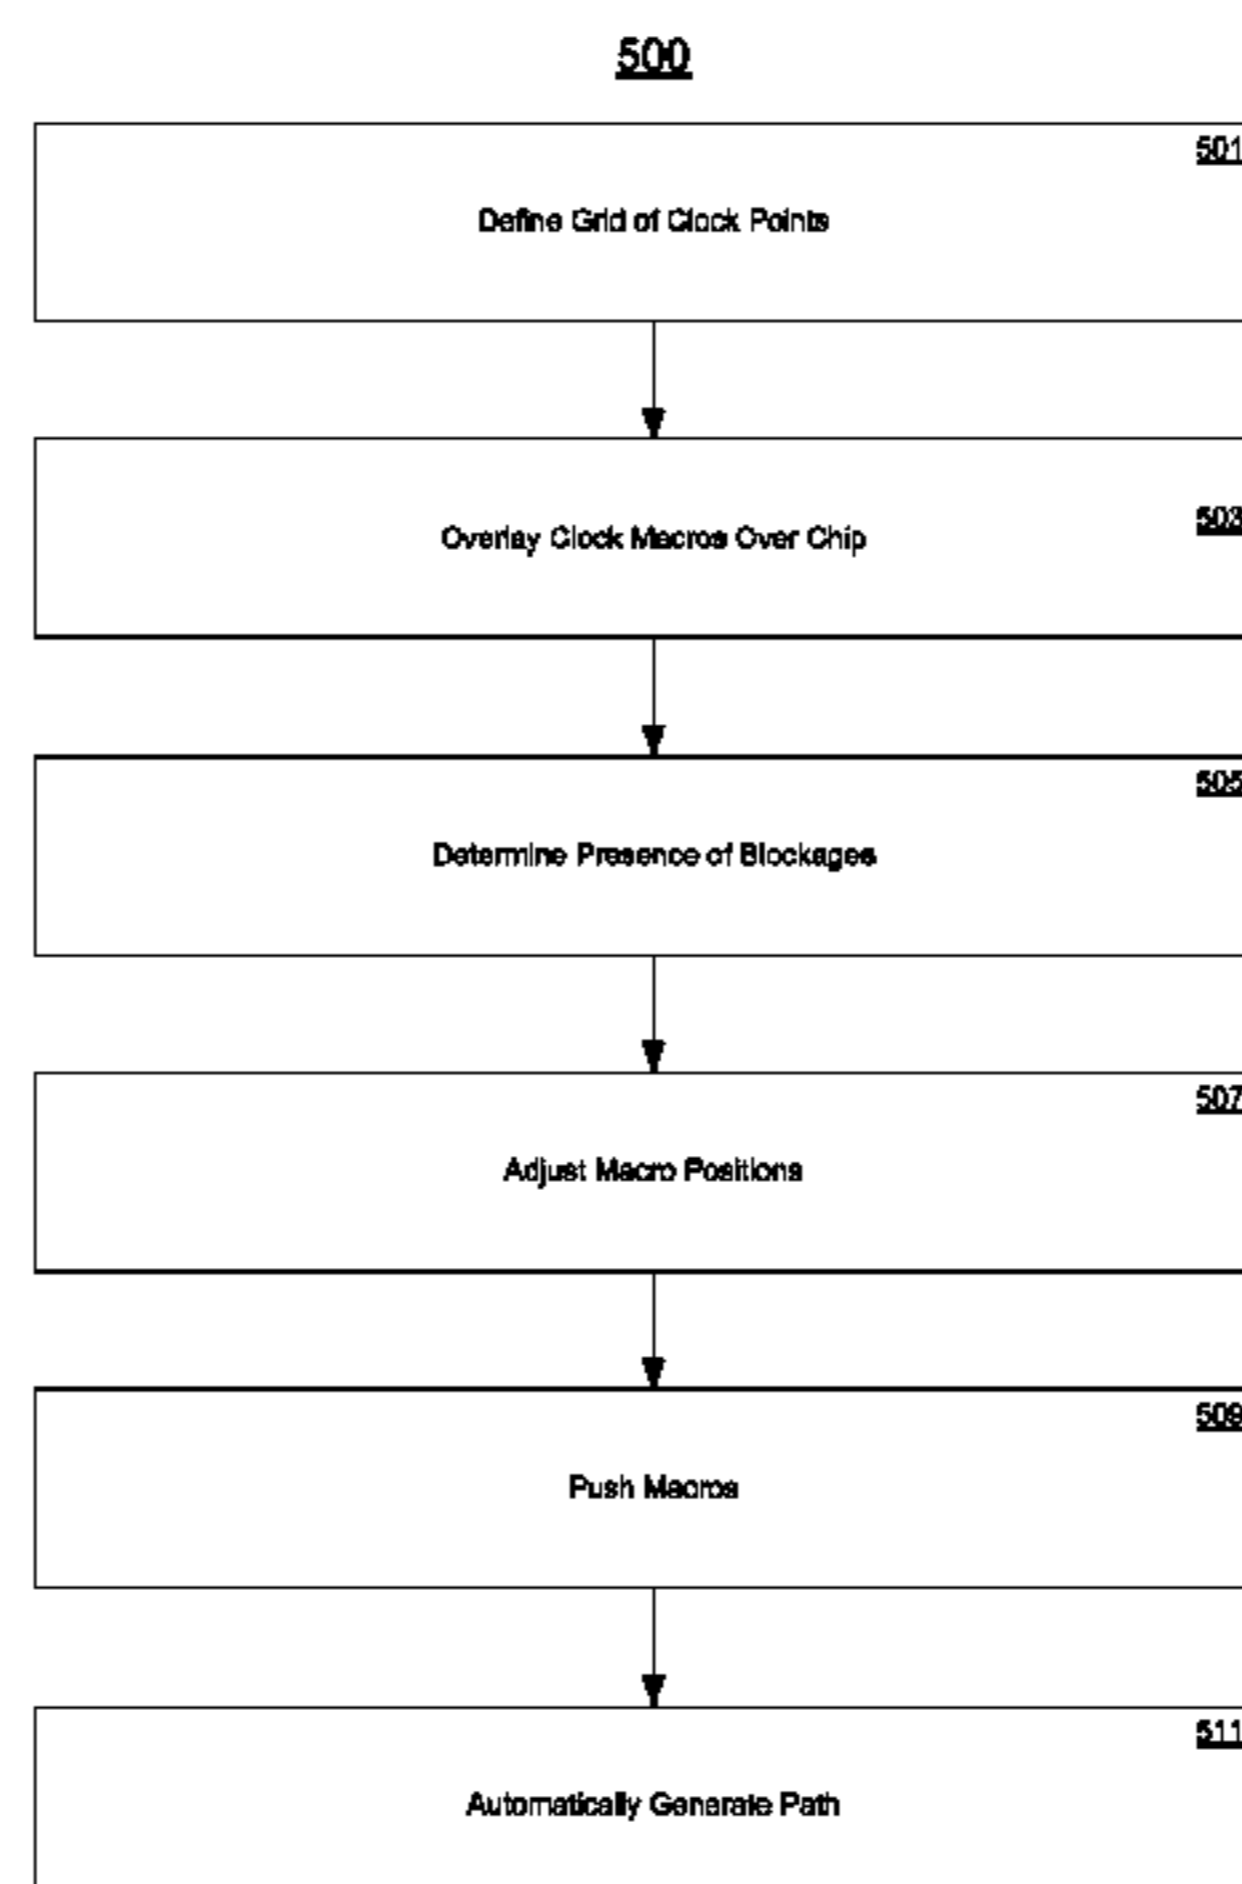 500
501
Define Grid of Clock Points
503
Overlay Clock Macros Over Chip
505
Determine Presence of Blockages
507
Adjust Macro Positions
509
Push Macros
511
Automatically Generate Path